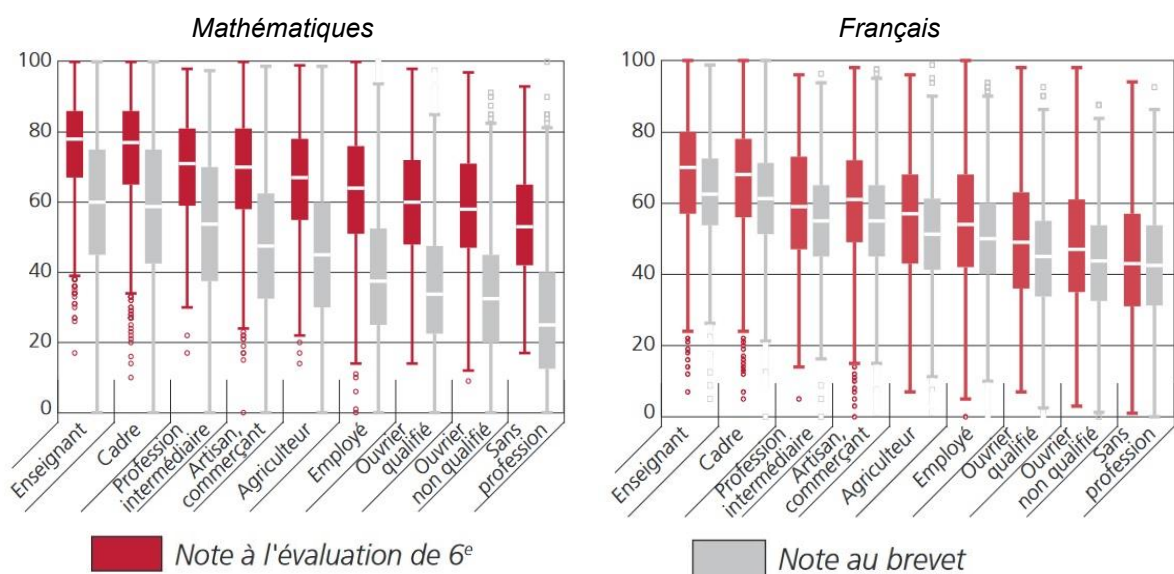 Mathématiques
100
80
60
40
20
0
Enseignant
Cadre
Profession
intermédiaire
Artisan,
commerçant
Agriculteur
Employé
Ouvrier
qualifié
Ouvrier
non qualifié
Sans
profession
Français
100
80
60
40
20
0
Enseignant
Cadre
Profession
intermédiaire
Artisan,
commerçant
Agriculteur
Employé
Ouvrier
qualifié
Ouvrier
non qualifié
Sans
profession
Note à l'évaluation de 6e
Note au brevet